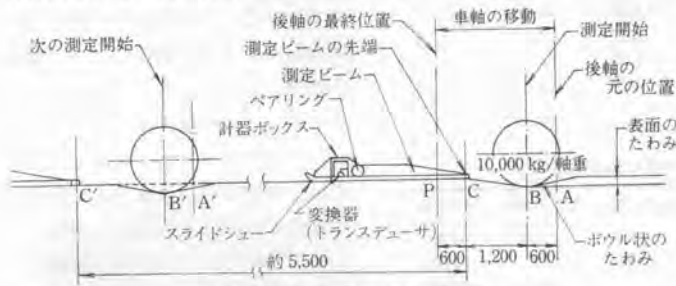 後軸の最終位置
車軸の移動
次の測定開始
測定ビームの先端
測定開始
測定ビーム
後軸の
元の位置
ベアリング
計器ボックス
表面の
たわみ
10,000 kg/軸重
C′
B′
A′
P
C
B
A
スライドシュー
変換器
(トランスデューサ)
ボウル状の
たわみ
600
1,200
600
約 5,500